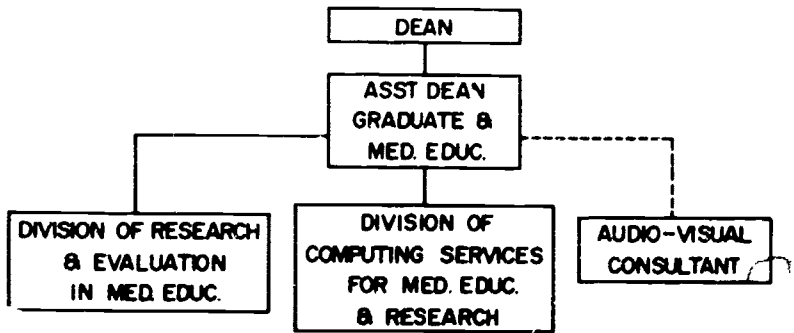 DEAN
ASST DEAN
GRADUATE &
MED. EDUC.
DIVISION OF RESEARCH
& EVALUATION
IN MED. EDUC.
DIVISION OF
COMPUTING SERVICES
FOR MED. EDUC.
& RESEARCH
AUDIO-VISUAL
CONSULTANT